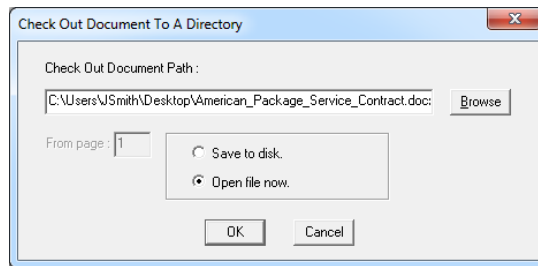 Check Out Document To A Directory
Check Out Document Path :
C:\Users\JSmith\Desktop\American_Package_Service_Contract.doc
Browse
From page : 1
Save to disk.
Open file now.
OK
Cancel